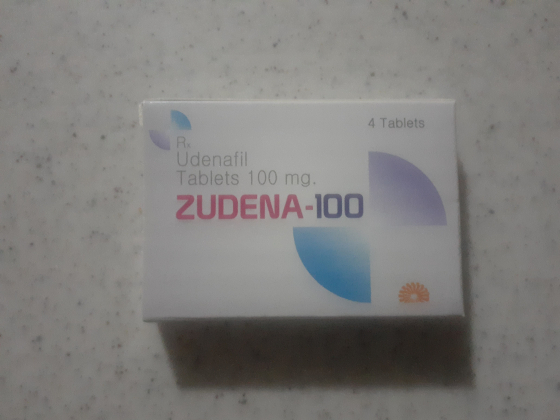 4 Tablets
Rx
Udenafil
Tablets 100 mg.
ZUDENA-100